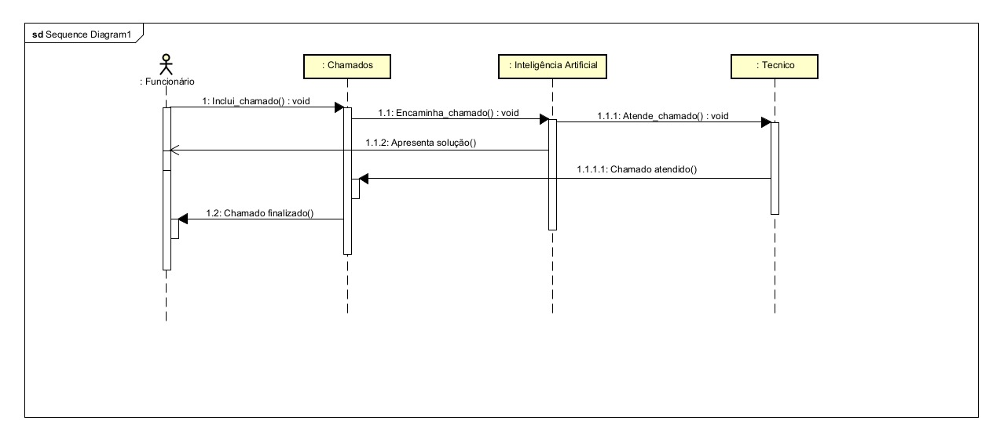 sd Sequence Diagram1
: Funcionário
: Chamados
: Inteligência Artificial
: Tecnico
1: Inclui_chamado() : void
1.1: Encaminha_chamado() : void
1.1.1: Atende_chamado() : void
1.1.2: Apresenta solução()
1.1.1.1: Chamado atendido()
1.2: Chamado finalizado()